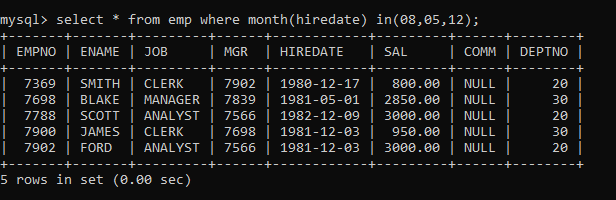 mysql> select * from emp where month(hiredate) in(08,05,12);
+-------+-------+---------+------+------------+---------+------+--------+
| EMPNO | ENAME | JOB     | MGR  | HIREDATE   | SAL     | COMM | DEPTNO |
+-------+-------+---------+------+------------+---------+------+--------+
|  7369 | SMITH | CLERK   | 7902 | 1980-12-17 |  800.00 | NULL |     20 |
|  7698 | BLAKE | MANAGER | 7839 | 1981-05-01 | 2850.00 | NULL |     30 |
|  7788 | SCOTT | ANALYST | 7566 | 1982-12-09 | 3000.00 | NULL |     20 |
|  7900 | JAMES | CLERK   | 7698 | 1981-12-03 |  950.00 | NULL |     30 |
|  7902 | FORD  | ANALYST | 7566 | 1981-12-03 | 3000.00 | NULL |     20 |
+-------+-------+---------+------+------------+---------+------+--------+
5 rows in set (0.00 sec)